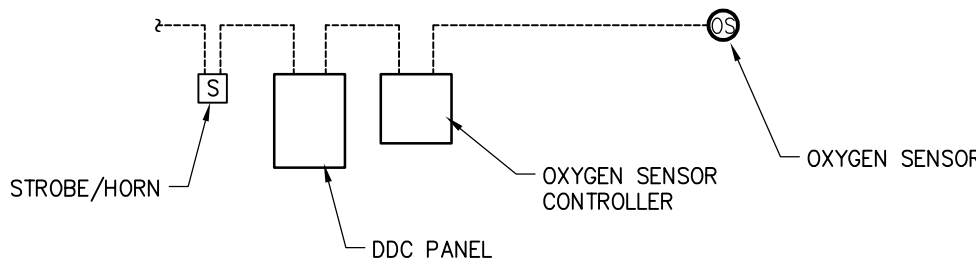 OS
S
OXYGEN SENSOR
STROBE/HORN
OXYGEN SENSOR
CONTROLLER
DDC PANEL